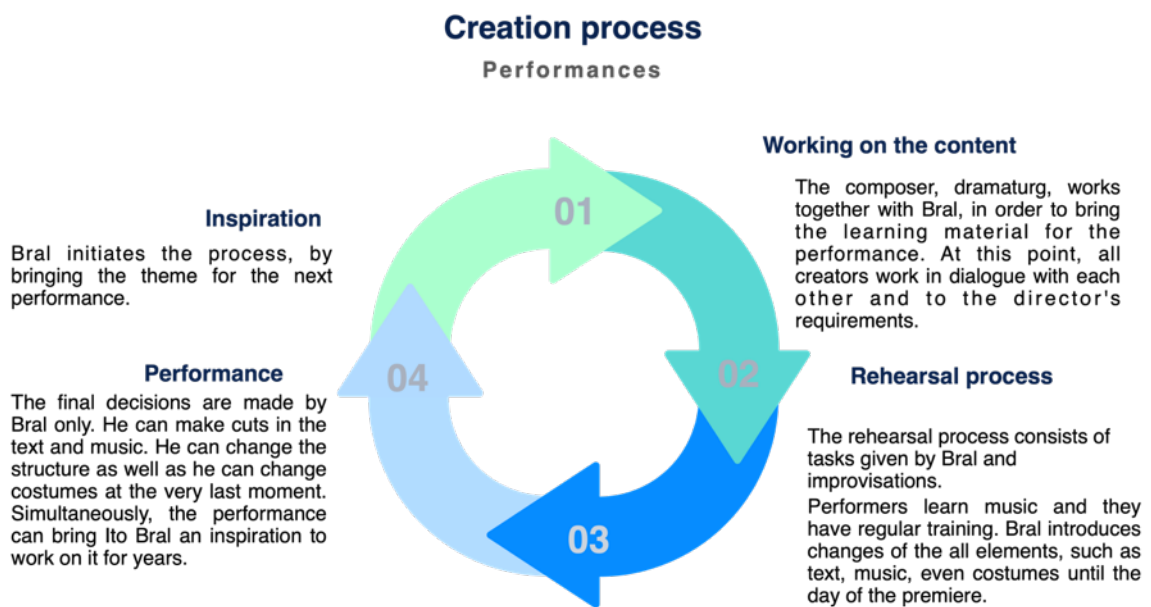 Creation process
Performances
Inspiration
Bral initiates the process, by
bringing the theme for the next
performance.
01
Working on the content
The composer, dramaturg, works
together with Bral, in order to bring
the learning material for the
performance. At this point, all
creators work in dialogue with each
other and to the director's
requirements.
02
Rehearsal process
The rehearsal process consists of
tasks given by Bral and
improvisations.
Performers learn music and they
have regular training. Bral introduces
changes of the all elements, such as
text, music, even costumes until the
day of the premiere.
03
Performance
The final decisions are made by
Bral only. He can make cuts in the
text and music. He can change the
structure as well as he can change
costumes at the very last moment.
Simultaneously, the performance
can bring Ito Bral an inspiration to
work on it for years.
04